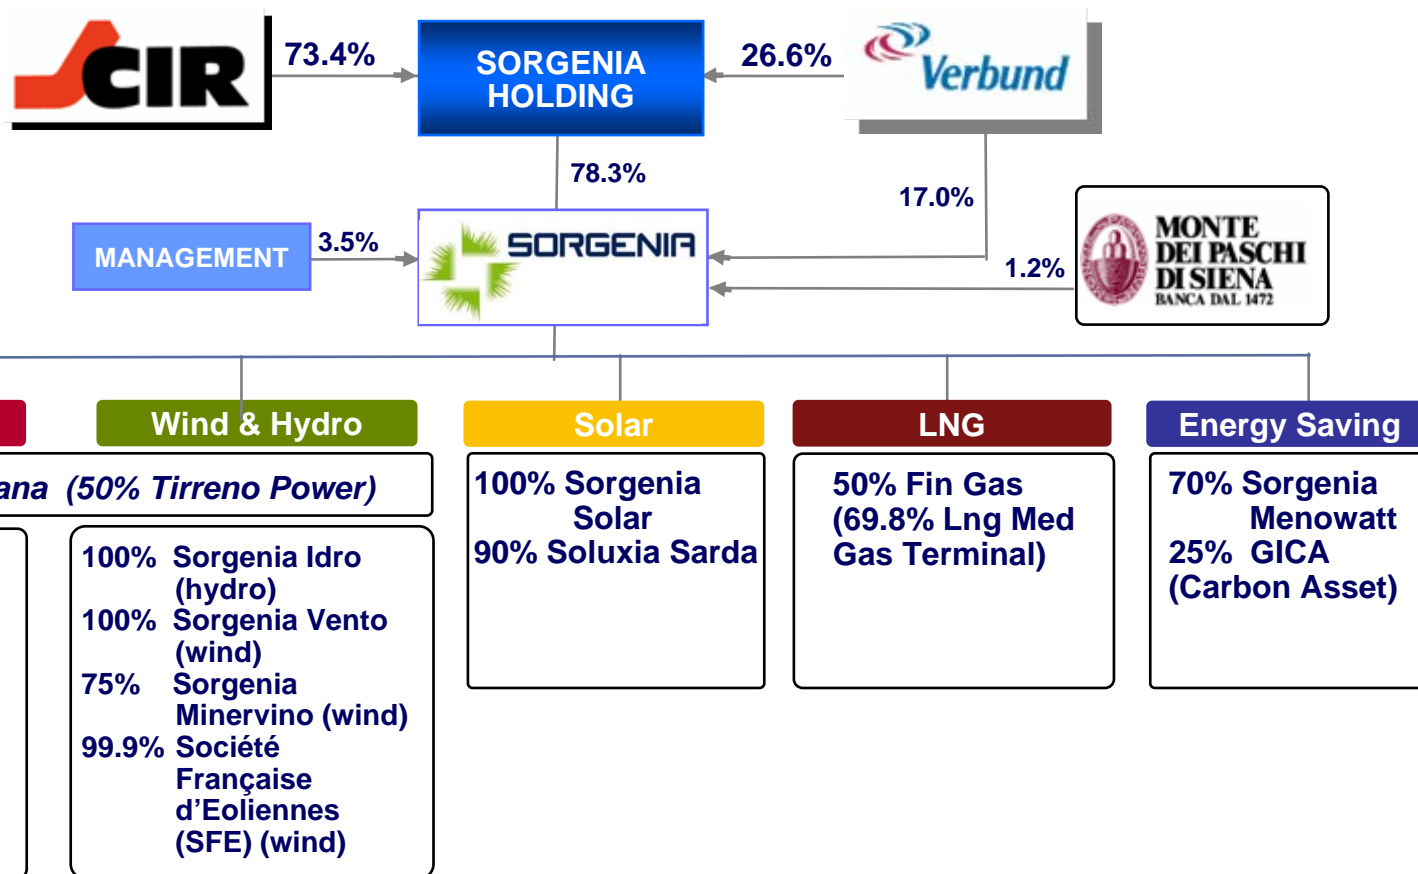 CIR
73.4%
SORGENIA
HOLDING
26.6%
Verbund
78.3%
17.0%
MANAGEMENT
3.5%
SORGENIA
1.2%
MONTE
DEI PASCHI
DI SIENA
BANCA DAL 1472
Wind & Hydro
Solar
LNG
Energy Saving
ana (50% Tirreno Power)
100% Sorgenia Idro
(hydro)
100% Sorgenia Vento
(wind)
75% Sorgenia
Minervino (wind)
99.9% Société
Française
d’Eoliennes
(SFE) (wind)
100% Sorgenia
Solar
90% Soluxia Sarda
50% Fin Gas
(69.8% Lng Med
Gas Terminal)
70% Sorgenia
Menowatt
25% GICA
(Carbon Asset)